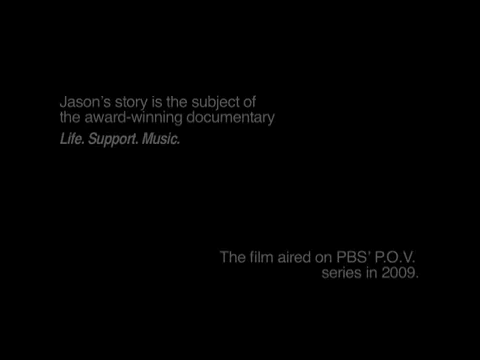 Jason's story is the subject of
the award-winning documentary
Life. Support. Music.
The film aired on PBS' P.O.V.
series in 2009.